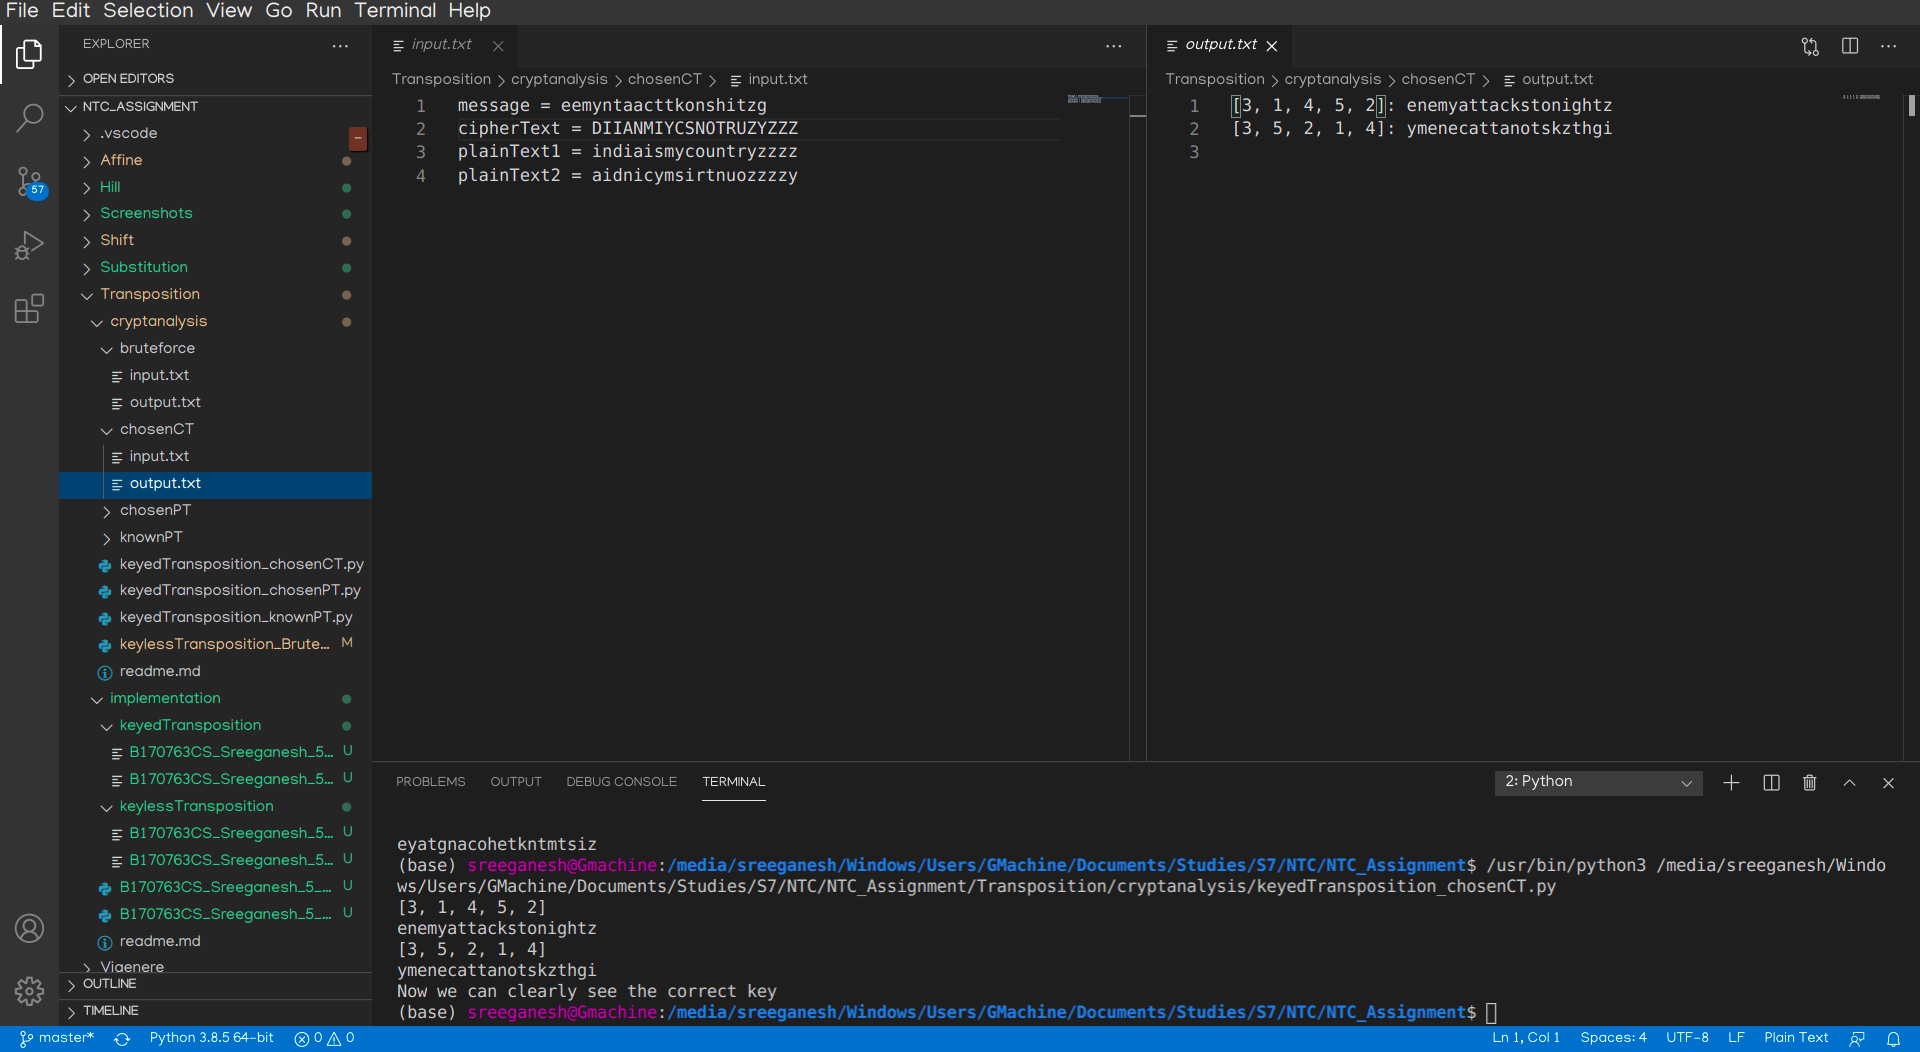 File Edit Selection View Go Run Terminal Help
EXPLORER
OPEN EDITORS
NTC_ASSIGNMENT
.vscode
Affine
Hill
Screenshots
Shift
Substitution
Transposition
cryptanalysis
bruteforce
input.txt
output.txt
chosenCT
input.txt
output.txt
chosenPT
knownPT
keyedTransposition_chosenCT.py
keyedTransposition_chosenPT.py
keyedTransposition_knownPT.py
keylessTransposition_Brute... M
readme.md
implementation
keyedTransposition
B170763CS_Sreeganesh_5... U
B170763CS_Sreeganesh_5... U
keylessTransposition
B170763CS_Sreeganesh_5... U
B170763CS_Sreeganesh_5... U
B170763CS_Sreeganesh_5_... U
B170763CS_Sreeganesh_5_... U
readme.md
Vigenere
OUTLINE
TIMELINE
57
input.txt
Transposition > cryptanalysis > chosenCT > input.txt
1 message = eemyntaacttkonshitzg
2 cipherText = DIIANMIYCSNOTRUZYZZZ
3 plainText1 = indiaismycountryzzzz
4 plainText2 = aidnicymsirtnuozzzzy
output.txt
Transposition > cryptanalysis > chosenCT > output.txt
1 [3, 1, 4, 5, 2]: enemyattackstonightz
2 [3, 5, 2, 1, 4]: ymenecattanotskzthgi
3
PROBLEMS OUTPUT DEBUG CONSOLE TERMINAL
2: Python
eyatgnacohetkntmtsiz
(base) sreeganesh@Gmachine:/media/sreeganesh/Windows/Users/GMachine/Documents/Studies/S7/NTC/NTC_Assignment$ /usr/bin/python3 /media/sreeganesh/Windo
ws/Users/GMachine/Documents/Studies/S7/NTC/NTC_Assignment/Transposition/cryptanalysis/keyedTransposition_chosenCT.py
[3, 1, 4, 5, 2]
enemyattackstonightz
[3, 5, 2, 1, 4]
ymenecattanotskzthgi
Now we can clearly see the correct key
(base) sreeganesh@Gmachine:/media/sreeganesh/Windows/Users/GMachine/Documents/Studies/S7/NTC/NTC_Assignment$
master* Python 3.8.5 64-bit 0 0 Ln 1, Col 1 Spaces: 4 UTF-8 LF Plain Text